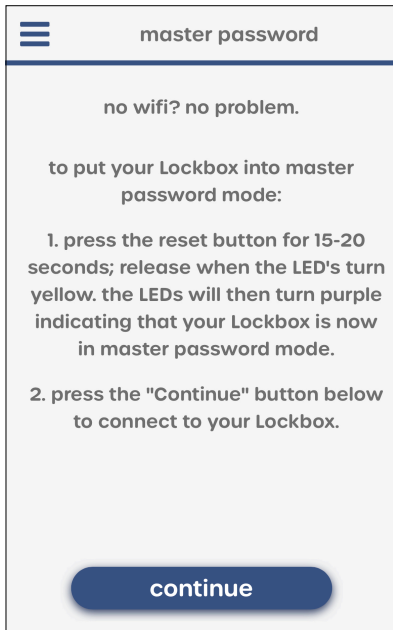 master password
no wifi? no problem.
to put your Lockbox into master
password mode:
1. press the reset button for 15-20
seconds; release when the LED's turn
yellow. the LEDs will then turn purple
indicating that your Lockbox is now
in master password mode.
2. press the "Continue" button below
to connect to your Lockbox.
continue